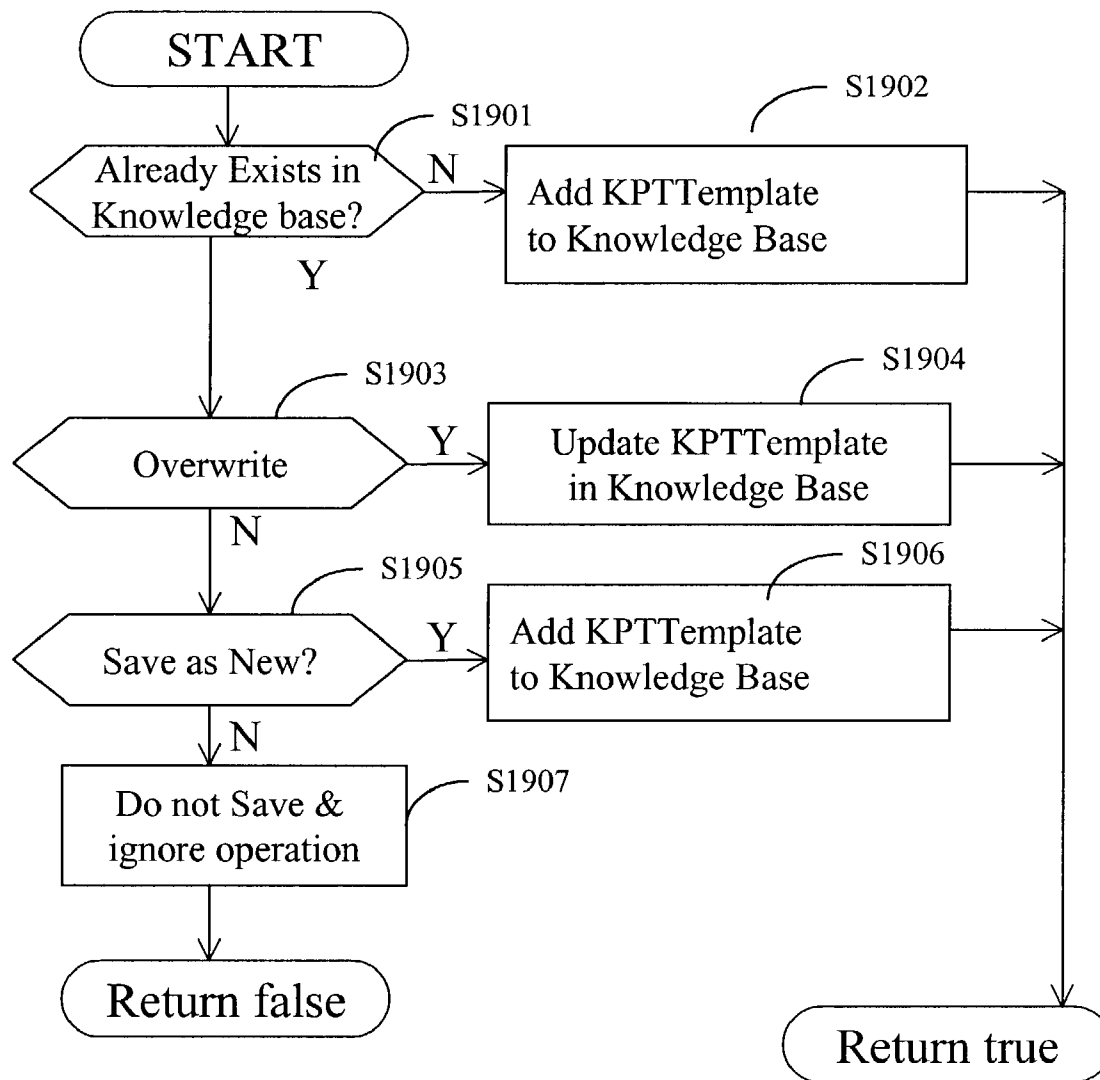 START
S1901
S1902
Already Exists in
Knowledge base?
N
Add KPTTemplate
to Knowledge Base
Y
S1903
S1904
Overwrite
Y
Update KPTTemplate
in Knowledge Base
N
S1905
S1906
Save as New?
Y
Add KPTTemplate
to Knowledge Base
N
S1907
Do not Save &
ignore operation
Return false
Return true